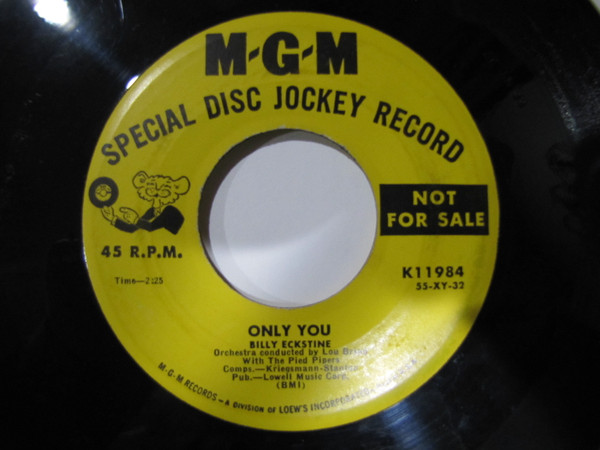 M-G-M
SPECIAL DISC JOCKEY RECORD
NOT
FOR SALE
45 R.P.M.
K11984
55-XY-32
Time—2:25
ONLY YOU
BILLY ECKSTINE
Orchestra conducted by Lou
With The Pied Pipers
Comps.—Kriegsmann-
Pub.—Lowell Music Corp.
(BMI)
M-G-M RECORDS—A DIVISION OF LOEW'S INCORPORATED